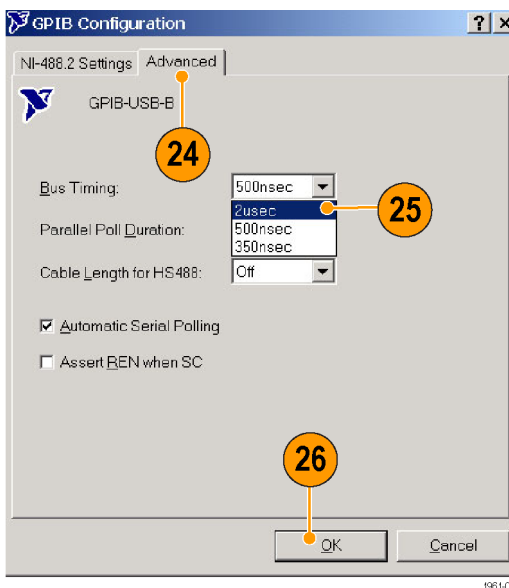 GPIB Configuration
NI-488.2 Settings Advanced
GPIB-USB-B
24
Bus Timing: 500nsec
2usec
25
Parallel Poll Duration: 500nsec
350nsec
Cable Length for HS488: Off
Automatic Serial Polling
Assert REN when SC
26
OK Cancel